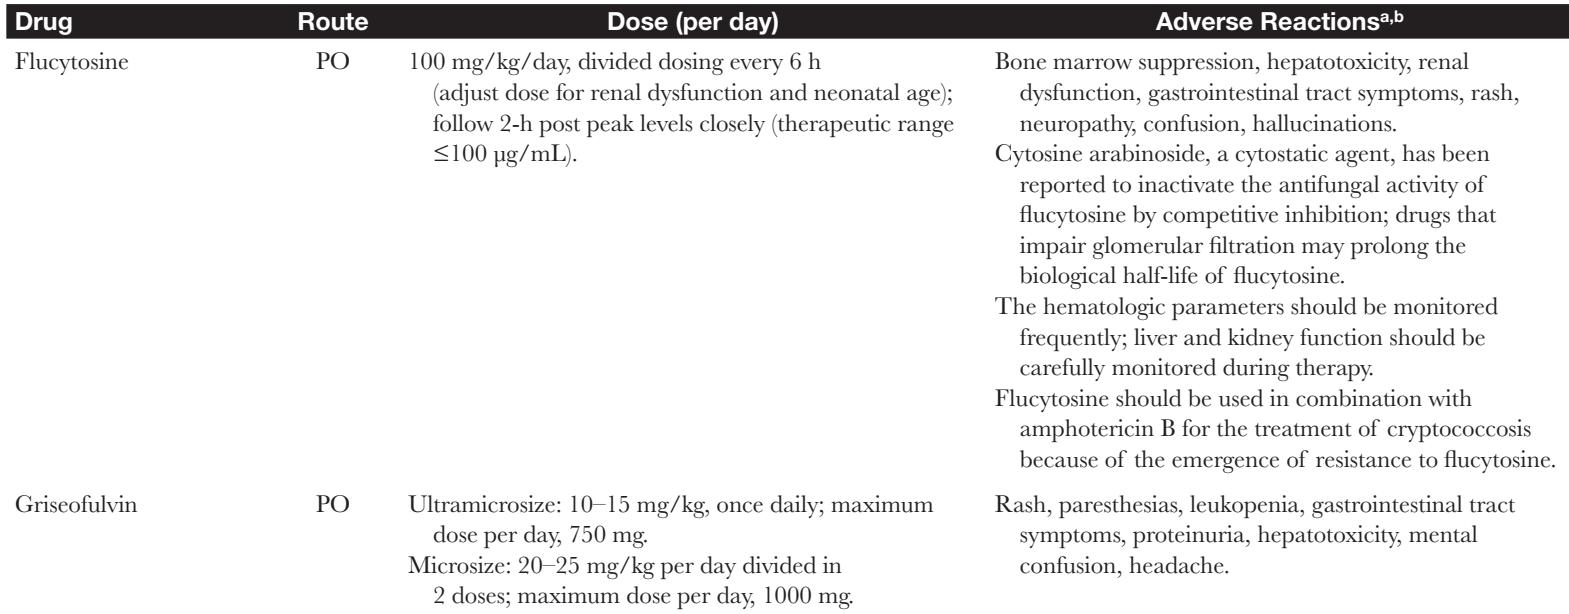 Drug Route Dose (per day) Adverse Reactionsa,b
Flucytosine PO 100 mg/kg/day, divided dosing every 6 h
(adjust dose for renal dysfunction and neonatal age);
follow 2-h post peak levels closely (therapeutic range
≤100 µg/mL).
Bone marrow suppression, hepatotoxicity, renal
dysfunction, gastrointestinal tract symptoms, rash,
neuropathy, confusion, hallucinations.
Cytosine arabinoside, a cytostatic agent, has been
reported to inactivate the antifungal activity of
flucytosine by competitive inhibition; drugs that
impair glomerular filtration may prolong the
biological half-life of flucytosine.
The hematologic parameters should be monitored
frequently; liver and kidney function should be
carefully monitored during therapy.
Flucytosine should be used in combination with
amphotericin B for the treatment of cryptococcosis
because of the emergence of resistance to flucytosine.
Griseofulvin PO Ultramicrosize: 10–15 mg/kg, once daily; maximum
dose per day, 750 mg.
Microsize: 20–25 mg/kg per day divided in
2 doses; maximum dose per day, 1000 mg.
Rash, paresthesias, leukopenia, gastrointestinal tract
symptoms, proteinuria, hepatotoxicity, mental
confusion, headache.